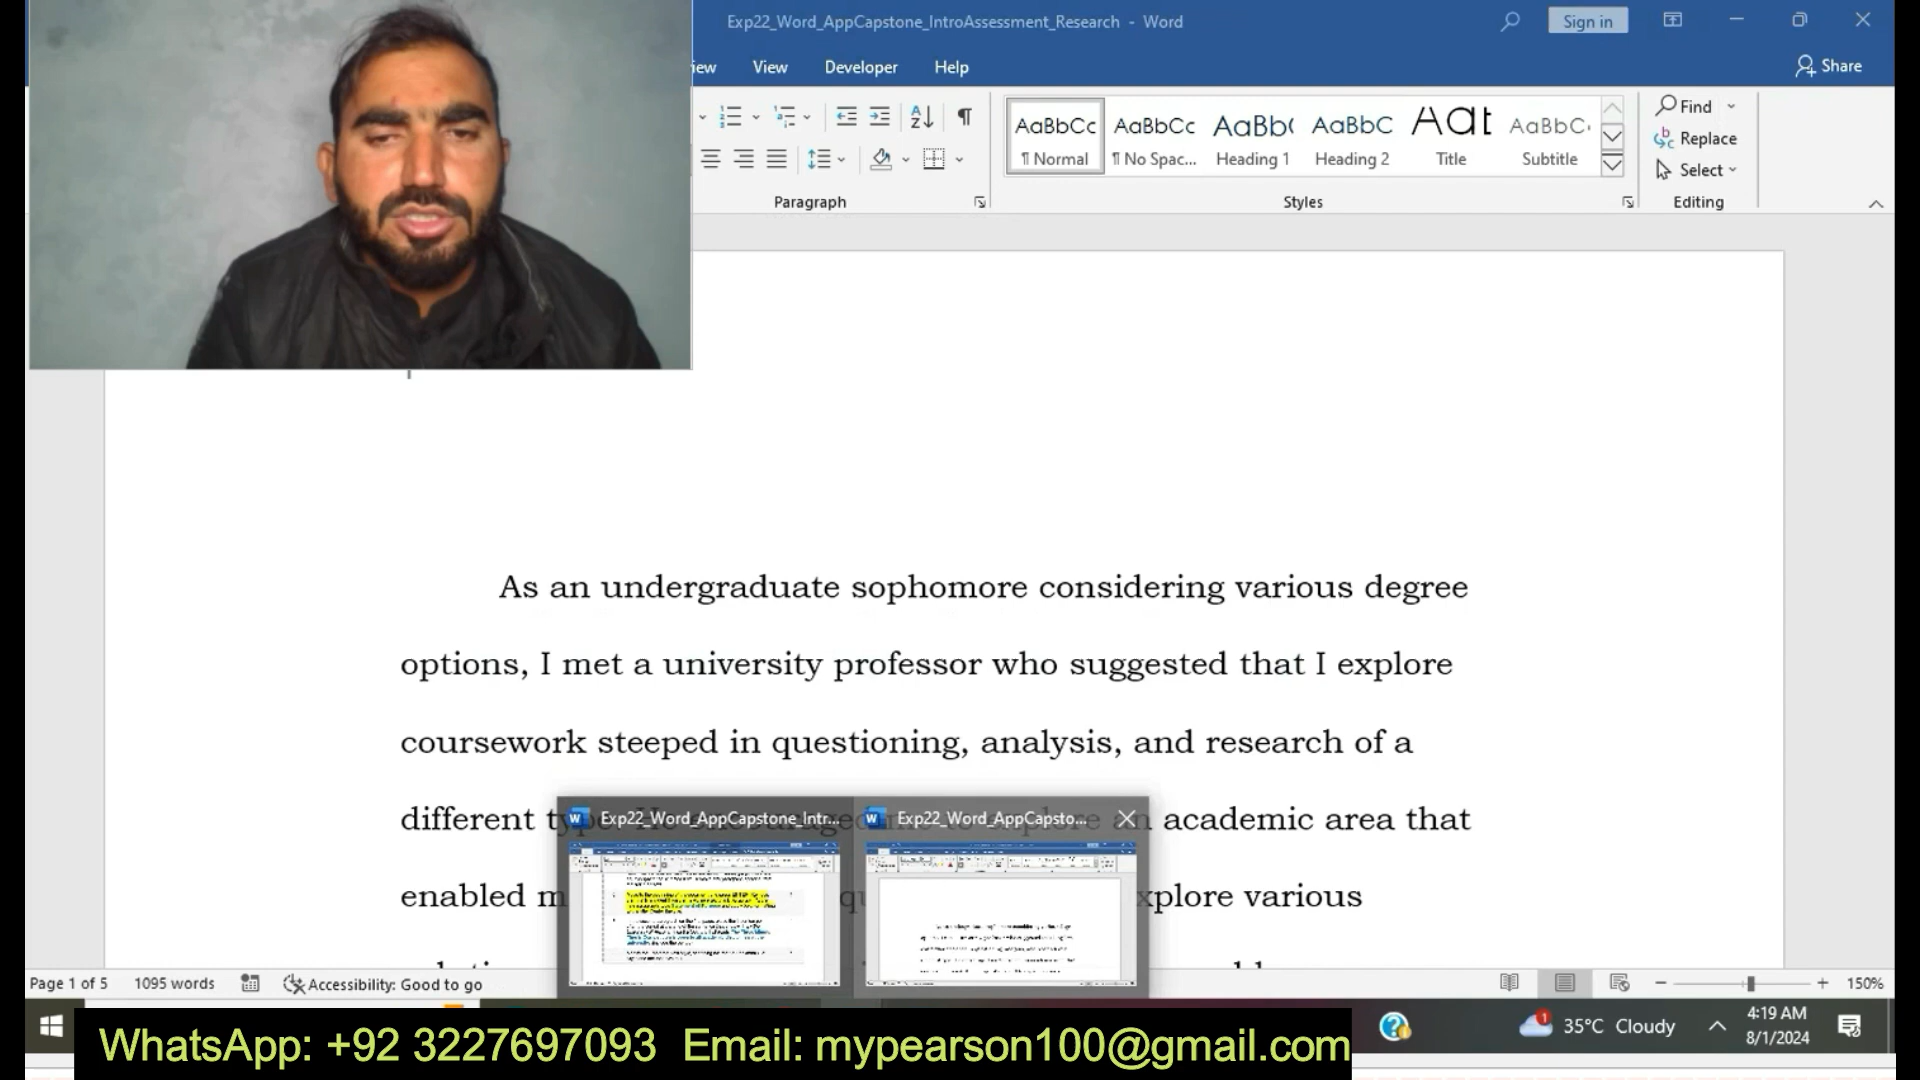 Exp22_Word_AppCapstone_IntroAssessment_Research - Word
Sign in
iew View Developer Help
Share
AaBbCc AaBbCc AaBb( AaBbC Aat AaBbC
¶ Normal ¶ No Spac... Heading 1 Heading 2 Title Subtitle
Find
Replace
Select
Paragraph Styles Editing
As an undergraduate sophomore considering various degree
options, I met a university professor who suggested that I explore
coursework steeped in questioning, analysis, and research of a
different academic area that
enabled xplore various
Exp22_Word_AppCapstone_Intr... Exp22_Word_AppCapsto...
Page 1 of 5 1095 words Accessibility: Good to go 150%
35°C Cloudy 4:19 AM
8/1/2024
WhatsApp: +92 3227697093 Email: mypearson100@gmail.com